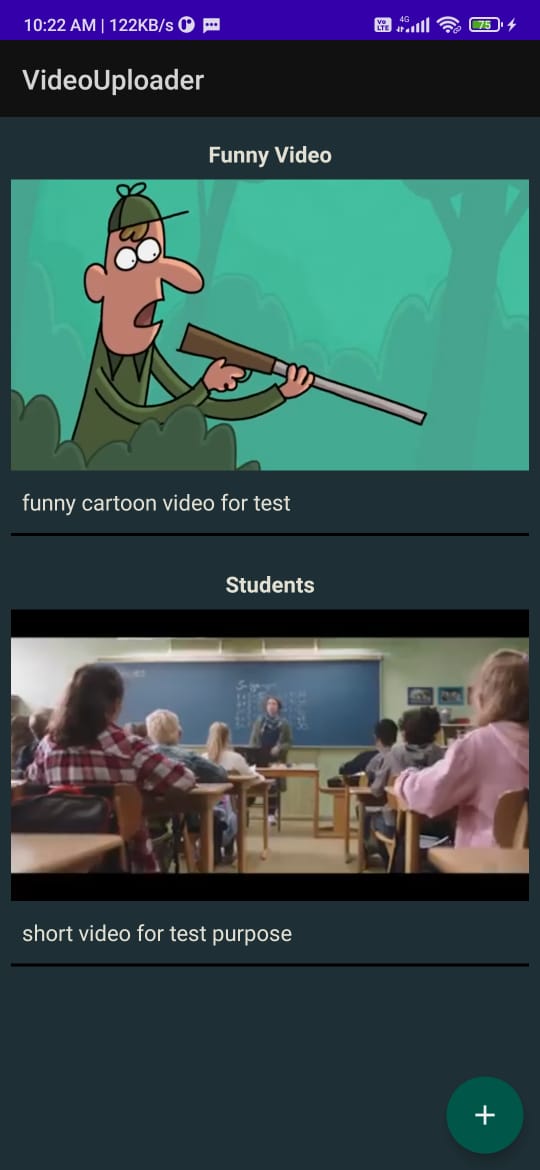 10:22 AM | 122KB/s
Vo LTE 4G 75
VideoUploader
Funny Video
funny cartoon video for test
Students
short video for test purpose
+